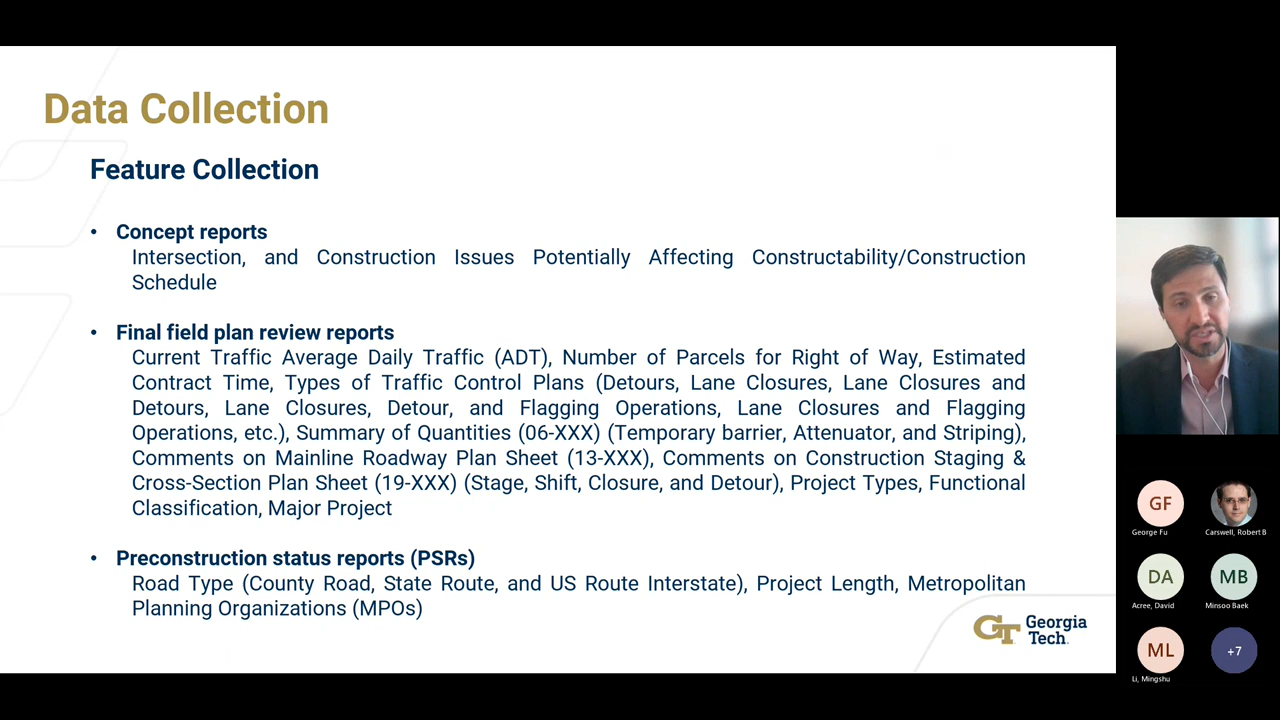 Data Collection
Feature Collection
• Concept reports
Intersection, and Construction Issues Potentially Affecting Constructability/Construction
Schedule
• Final field plan review reports
Current Traffic Average Daily Traffic (ADT), Number of Parcels for Right of Way, Estimated
Contract Time, Types of Traffic Control Plans (Detours, Lane Closures, Lane Closures and
Detours, Lane Closures, Detour, and Flagging Operations, Lane Closures and Flagging
Operations, etc.), Summary of Quantities (06-XXX) (Temporary barrier, Attenuator, and Striping),
Comments on Mainline Roadway Plan Sheet (13-XXX), Comments on Construction Staging &
Cross-Section Plan Sheet (19-XXX) (Stage, Shift, Closure, and Detour), Project Types, Functional
Classification, Major Project
• Preconstruction status reports (PSRs)
Road Type (County Road, State Route, and US Route Interstate), Project Length, Metropolitan
Planning Organizations (MPOs)
GT Georgia
Tech
GF
George Fu
Carswell, Robert B
DA
Acree, David
MB
Minsoo Baek
ML
Li, Mingshu
+7